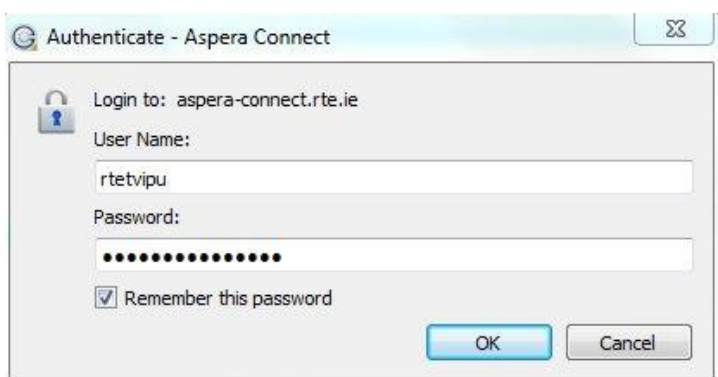 Authenticate - Aspera Connect
Login to: aspera-connect.rte.ie
User Name:
rtetvipu
Password:
●●●●●●●●●●●●●●●
Remember this password
OK Cancel